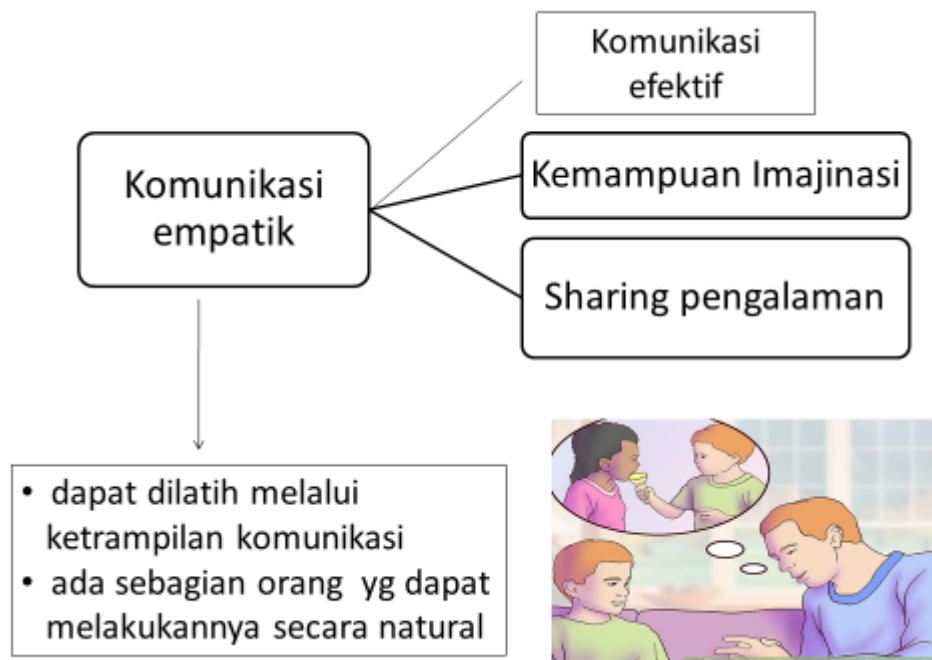 Komunikasi
efektif
Komunikasi
empatik
Kemampuan Imajinasi
Sharing pengalaman
• dapat dilatih melalui
ketrampilan komunikasi
• ada sebagian orang yg dapat
melakukannya secara natural